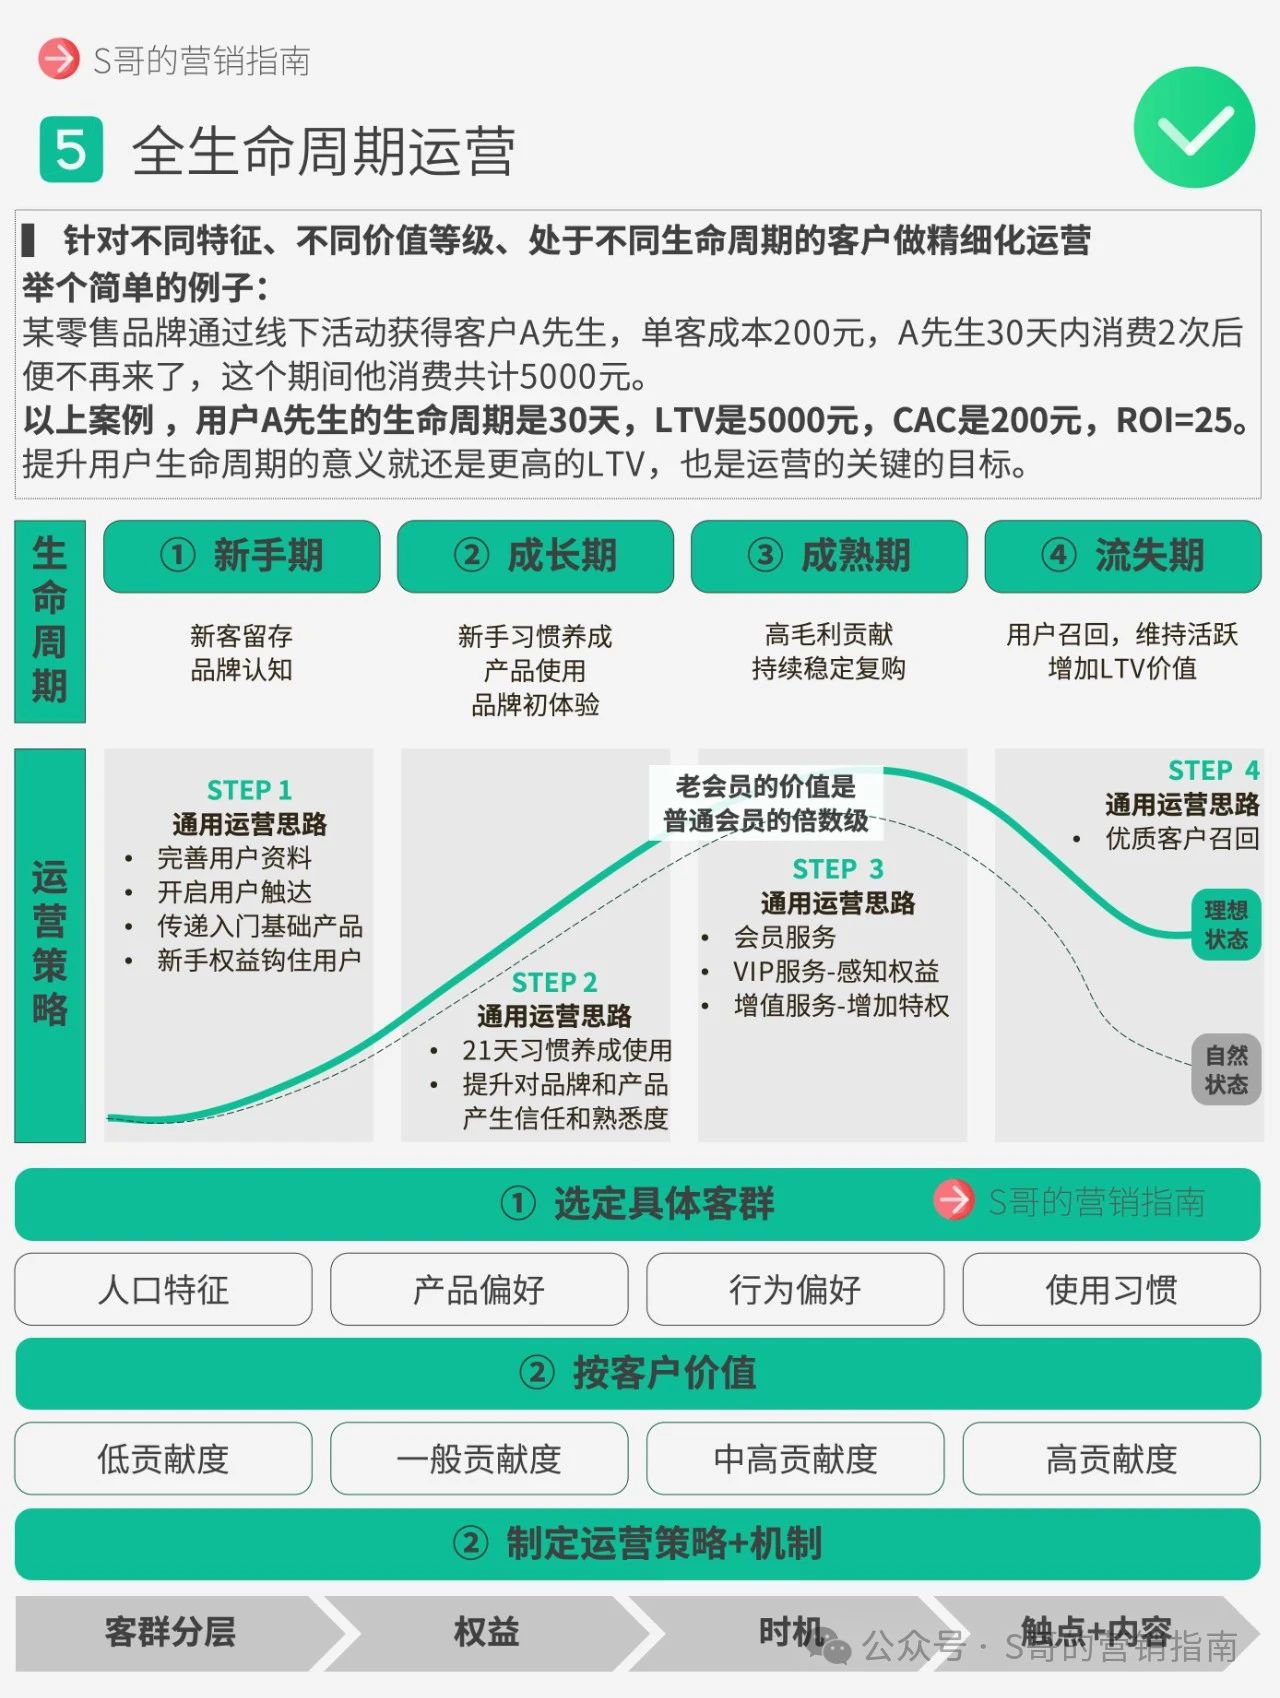 S哥的营销指南
5 全生命周期运营
针对不同特征、不同价值等级、处于不同生命周期的客户做精细化运营
举个简单的例子：
某零售品牌通过线下活动获得客户A先生，单客成本200元，A先生30天内消费2次后
便不再来了，这个期间他消费共计5000元。
以上案例 ，用户A先生的生命周期是30天，LTV是5000元，CAC是200元，ROI=25。
提升用户生命周期的意义就还是更高的LTV，也是运营的关键的目标。
生命周期
① 新手期
新客留存
品牌认知
② 成长期
新手习惯养成
产品使用
品牌初体验
③ 成熟期
高毛利贡献
持续稳定复购
④ 流失期
用户召回，维持活跃
增加LTV价值
运营策略
STEP 1
通用运营思路
• 完善用户资料
• 开启用户触达
• 传递入门基础产品
• 新手权益钩住用户
STEP 2
通用运营思路
• 21天习惯养成使用
• 提升对品牌和产品
产生信任和熟悉度
老会员的价值是
普通会员的倍数级
STEP 3
通用运营思路
• 会员服务
• VIP服务-感知权益
• 增值服务-增加特权
STEP 4
通用运营思路
• 优质客户召回
理想
状态
自然
状态
① 选定具体客群
S哥的营销指南
人口特征
产品偏好
行为偏好
使用习惯
② 按客户价值
低贡献度
一般贡献度
中高贡献度
高贡献度
② 制定运营策略+机制
客群分层
权益
时机
触点+内容
公众号 · S哥的营销指南